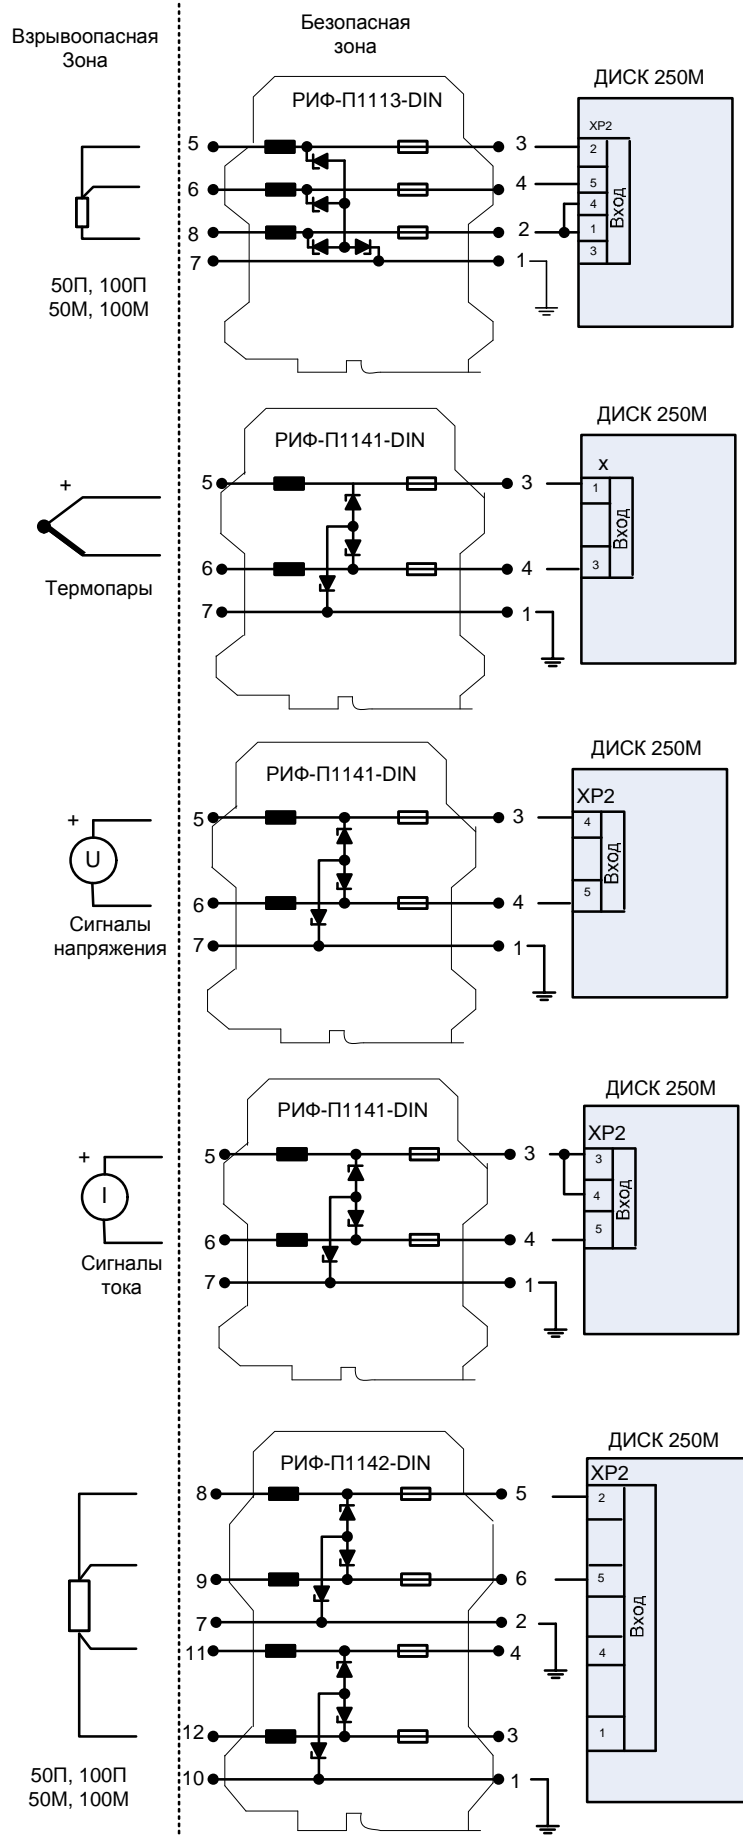 Взрывоопасная
Зона
Безопасная
зона
РИФ-П1113-DIN
ДИСК 250М
XP2
5
3
2
6
4
5
4
8
2
1
7
1
3
Вход
50П, 100П
50М, 100М
РИФ-П1141-DIN
ДИСК 250М
X
+
5
3
1
6
4
3
7
1
Вход
Термопары
РИФ-П1141-DIN
ДИСК 250М
XP2
+
5
3
4
U
6
4
5
7
1
Вход
Сигналы
напряжения
РИФ-П1141-DIN
ДИСК 250М
XP2
+
5
3
3
I
4
6
4
5
7
1
Вход
Сигналы
тока
РИФ-П1142-DIN
ДИСК 250М
XP2
8
5
2
9
6
5
7
2
11
4
4
12
3
1
10
1
Вход
50П, 100П
50М, 100М